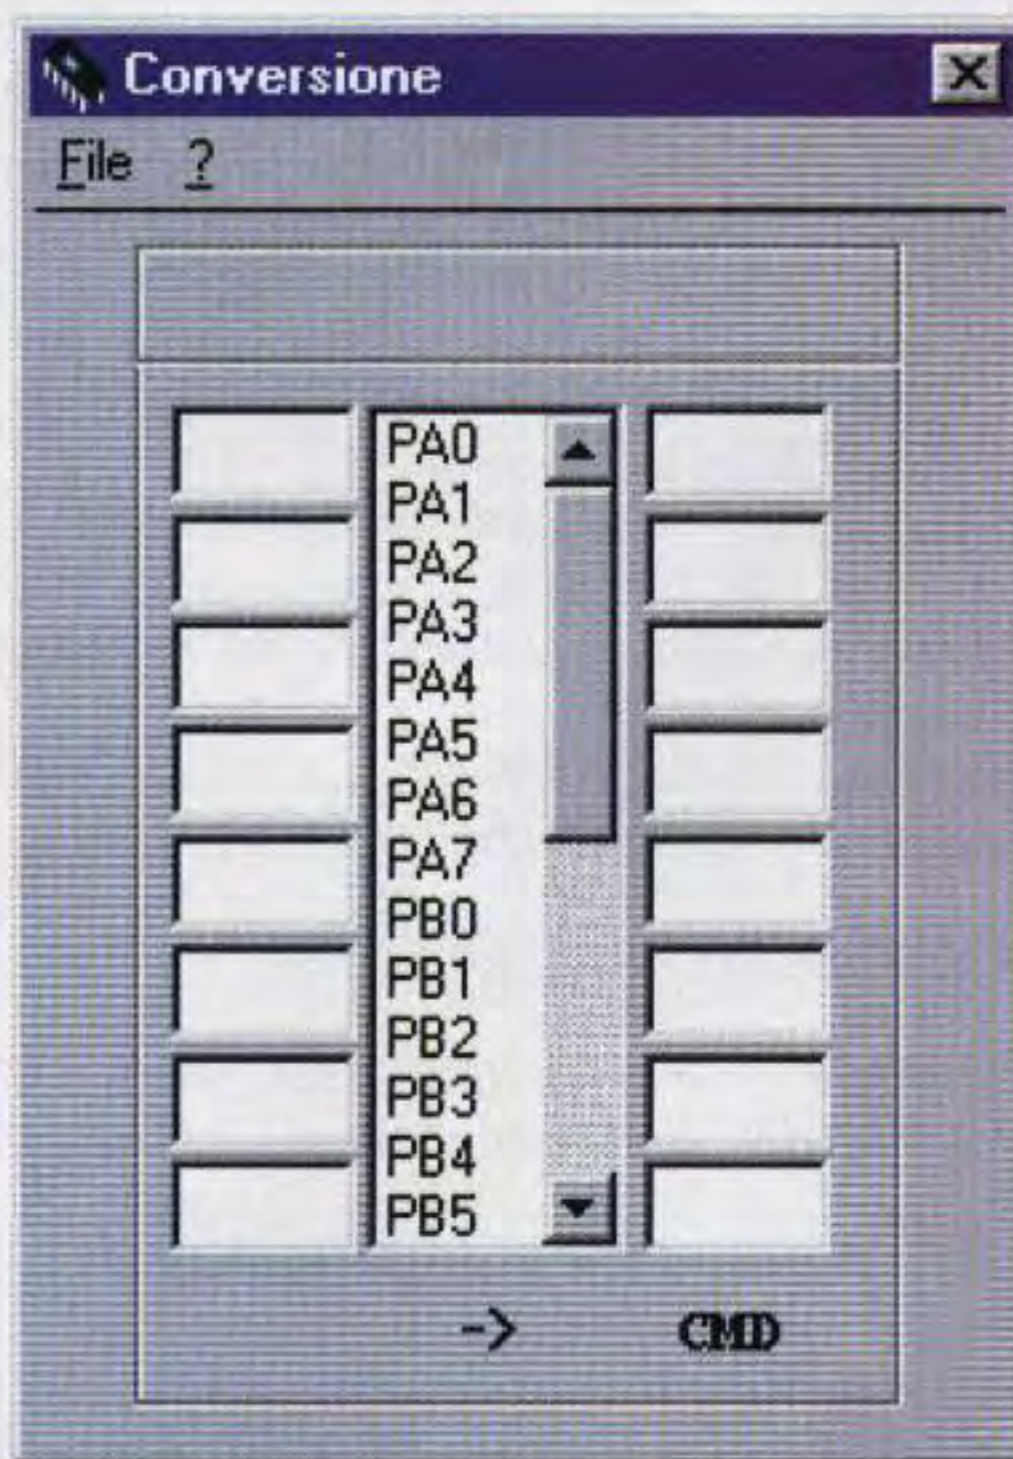 Conversione
File ?
PA0
PA1
PA2
PA3
PA4
PA5
PA6
PA7
PB0
PB1
PB2
PB3
PB4
PB5
-> CMD